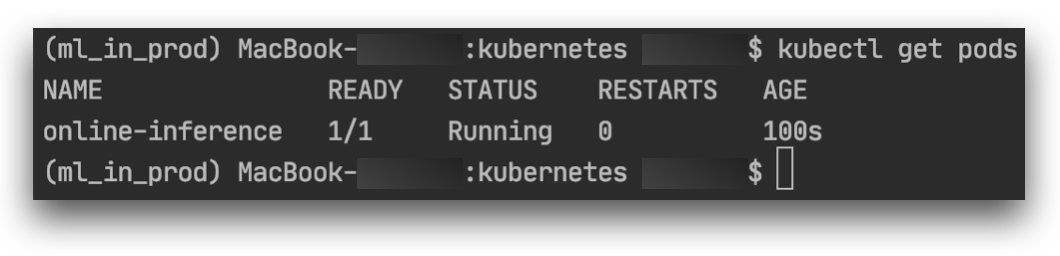 (ml_in_prod) MacBook- :kubernetes $ kubectl get pods
NAME READY STATUS RESTARTS AGE
online-inference 1/1 Running 0 100s
(ml_in_prod) MacBook- :kubernetes $